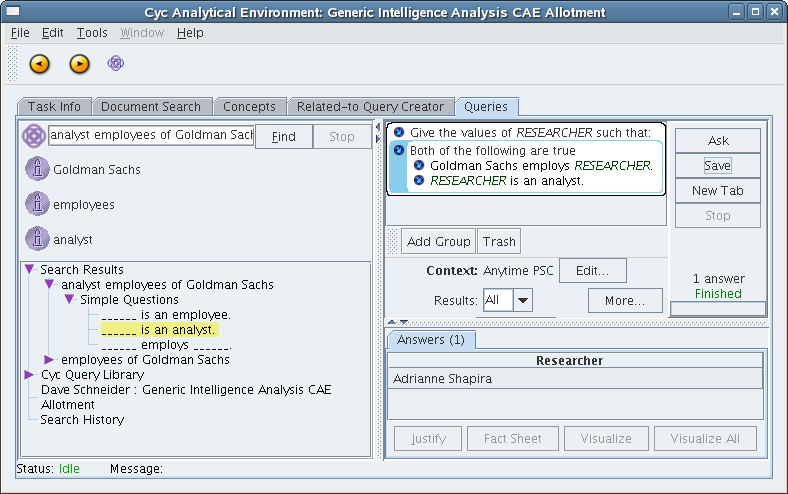 Cyc Analytical Environment: Generic Intelligence Analysis CAE Allotment
File Edit Tools Window Help
Task Info Document Search Concepts Related-to Query Creator Queries
analyst employees of Goldman Sach Find Stop
Goldman Sachs
employees
analyst
Search Results
analyst employees of Goldman Sachs
Simple Questions
______ is an employee.
______ is an analyst.
______ employs ______.
employees of Goldman Sachs
Cyc Query Library
Dave Schneider : Generic Intelligence Analysis CAE
Allotment
Search History
Give the values of RESEARCHER such that:
Both of the following are true
Goldman Sachs employs RESEARCHER.
RESEARCHER is an analyst.
Ask
Save
New Tab
Stop
Add Group Trash
Context: Anytime PSC Edit...
Results: All More...
1 answer
Finished
Answers (1)
Researcher
Adrianne Shapira
Justify Fact Sheet Visualize Visualize All
Status: Idle Message: